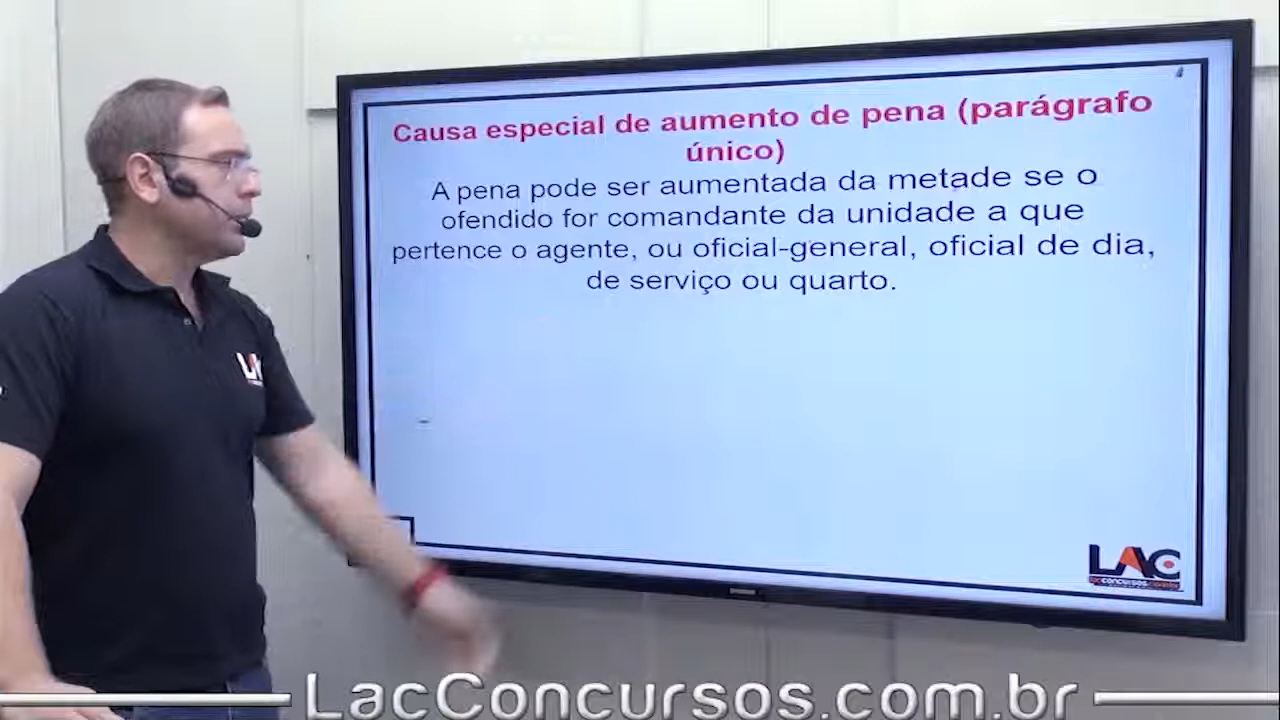 Causa especial de aumento de pena (parágrafo
único)
A pena pode ser aumentada da metade se o
ofendido for comandante da unidade a que
pertence o agente, ou oficial-general, oficial de dia,
de serviço ou quarto.
LAC
LacConcursos.com.br